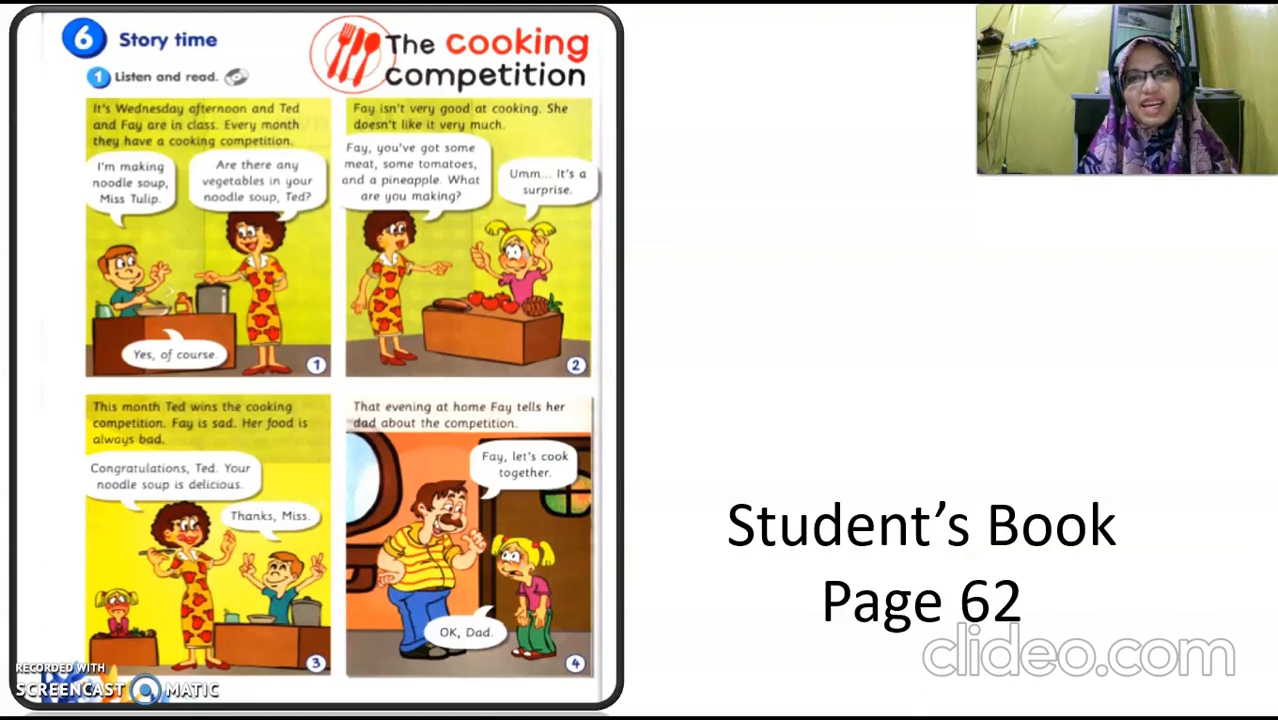 6 Story time
1 Listen and read.
The cooking
competition
It's Wednesday afternoon and Ted
and Fay are in class. Every month
they have a cooking competition.
I'm making
noodle soup,
Miss Tulip.
Are there any
vegetables in your
noodle soup, Ted?
Yes, of course.
1
Fay isn't very good at cooking. She
doesn't like it very much.
Fay, you've got some
meat, some tomatoes,
and a pineapple. What
are you making?
Umm... It's a
surprise.
2
This month Ted wins the cooking
competition. Fay is sad. Her food is
always bad.
Congratulations, Ted. Your
noodle soup is delicious.
Thanks, Miss.
3
That evening at home Fay tells her
dad about the competition.
Fay, let's cook
together.
OK, Dad.
4
Student's Book
Page 62
clideo.com
RECORDED WITH
SCREENCAST MATIC